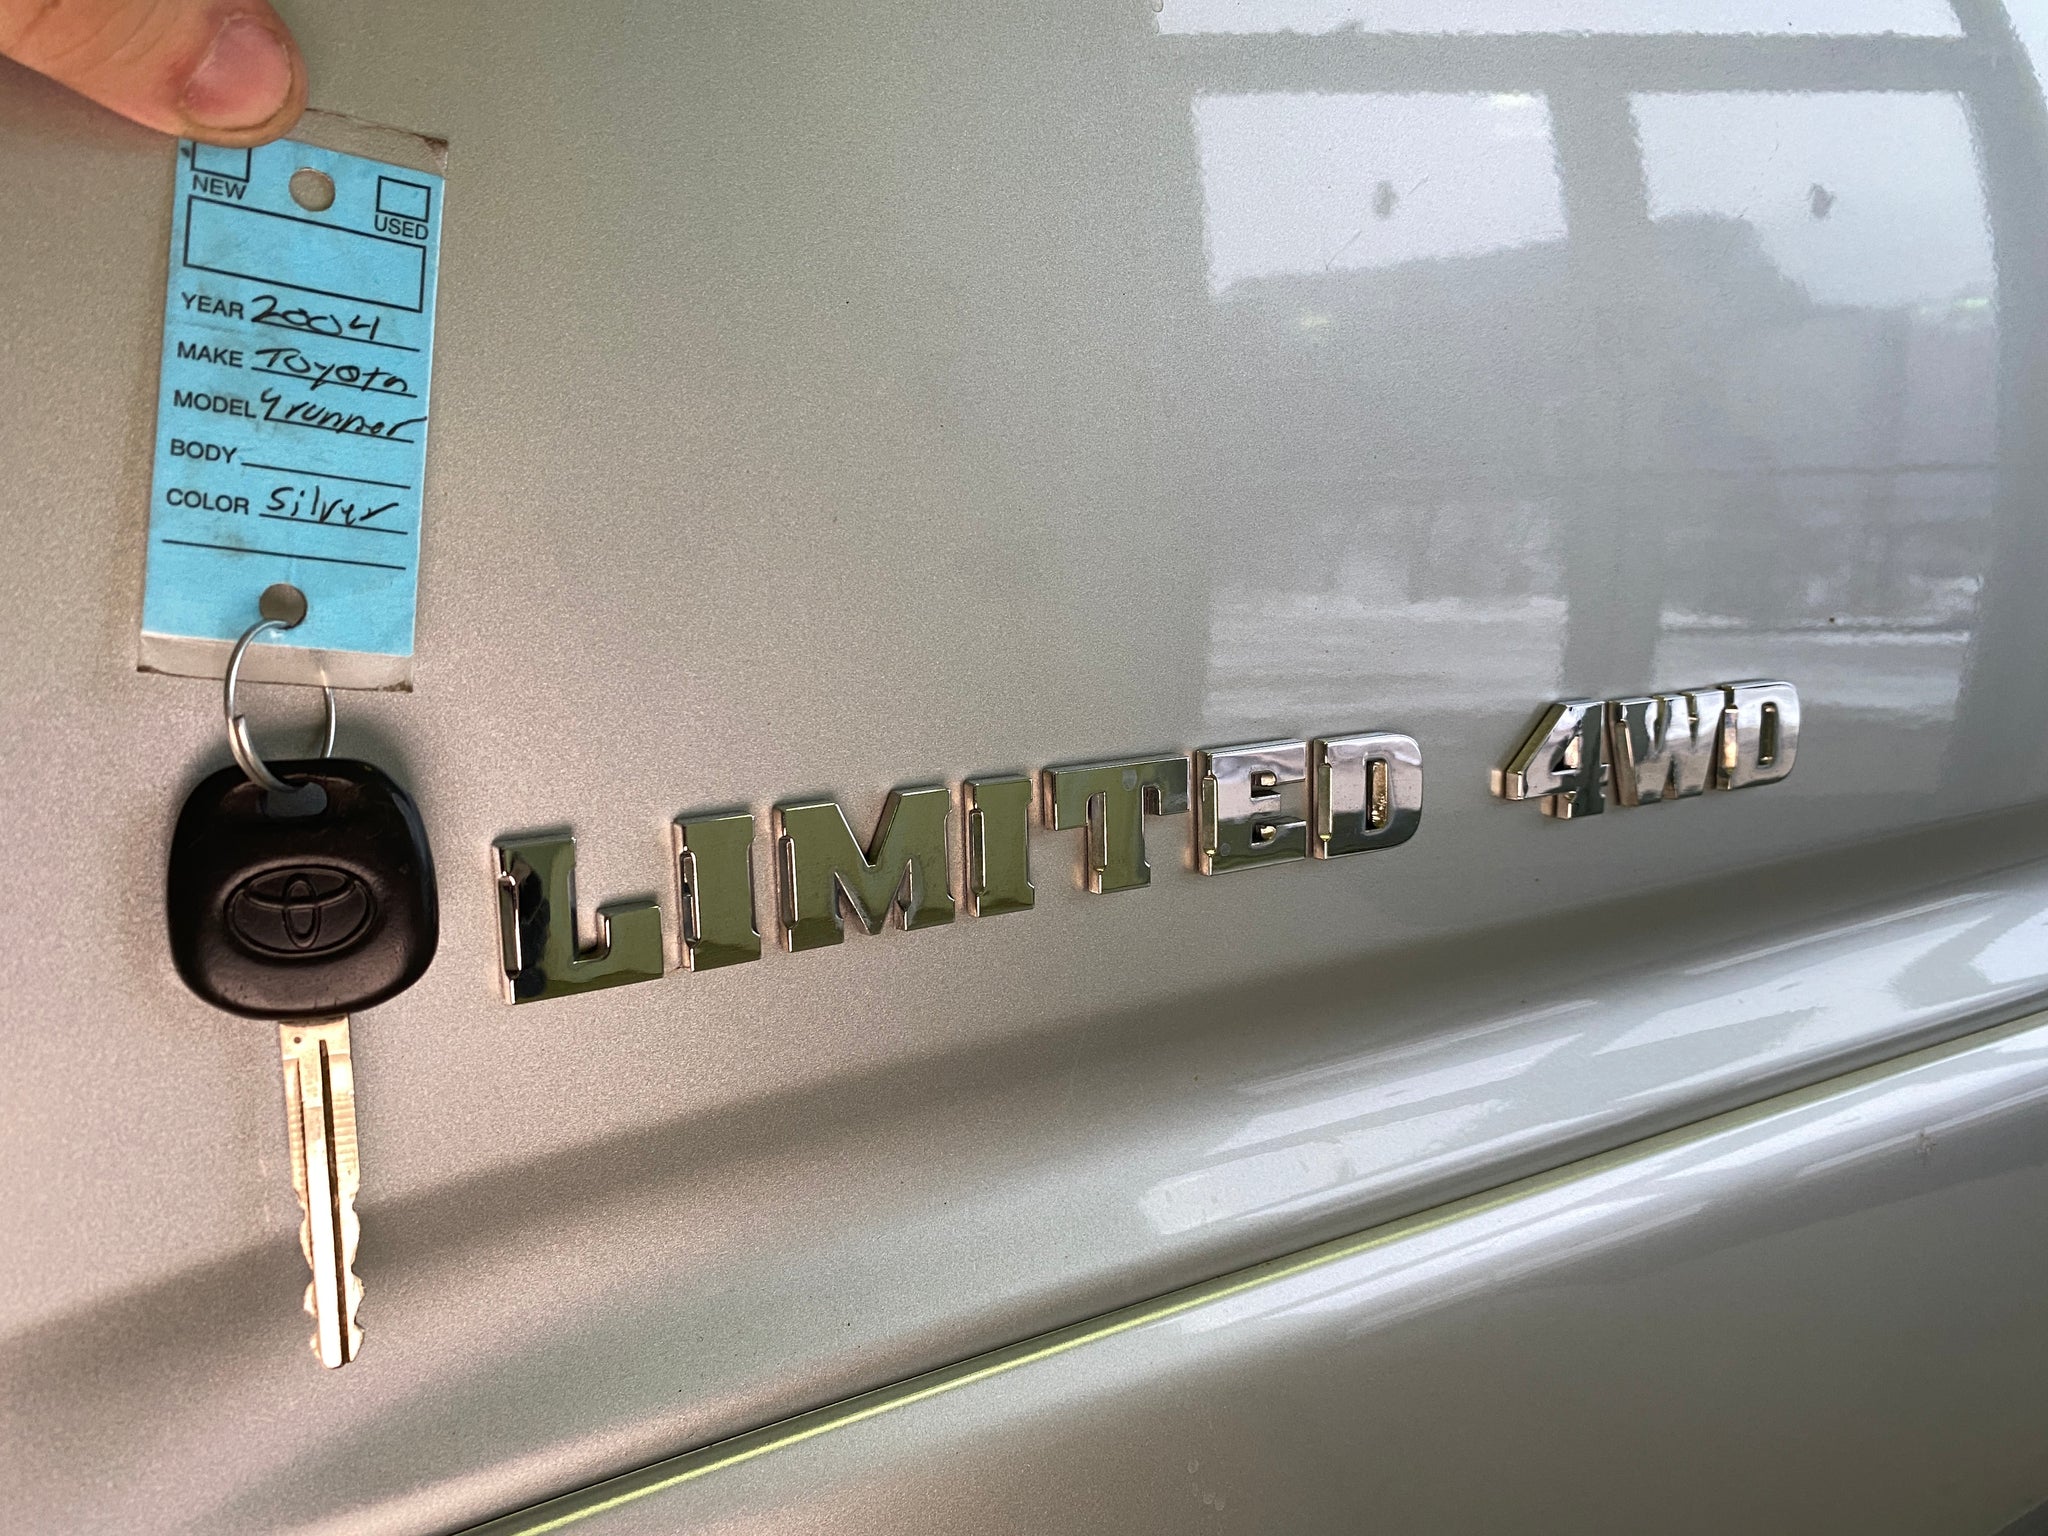 NEW
USED
YEAR 2004
MAKE Toyota
MODEL 4runner
BODY
COLOR Silver
LIMITED 4WD